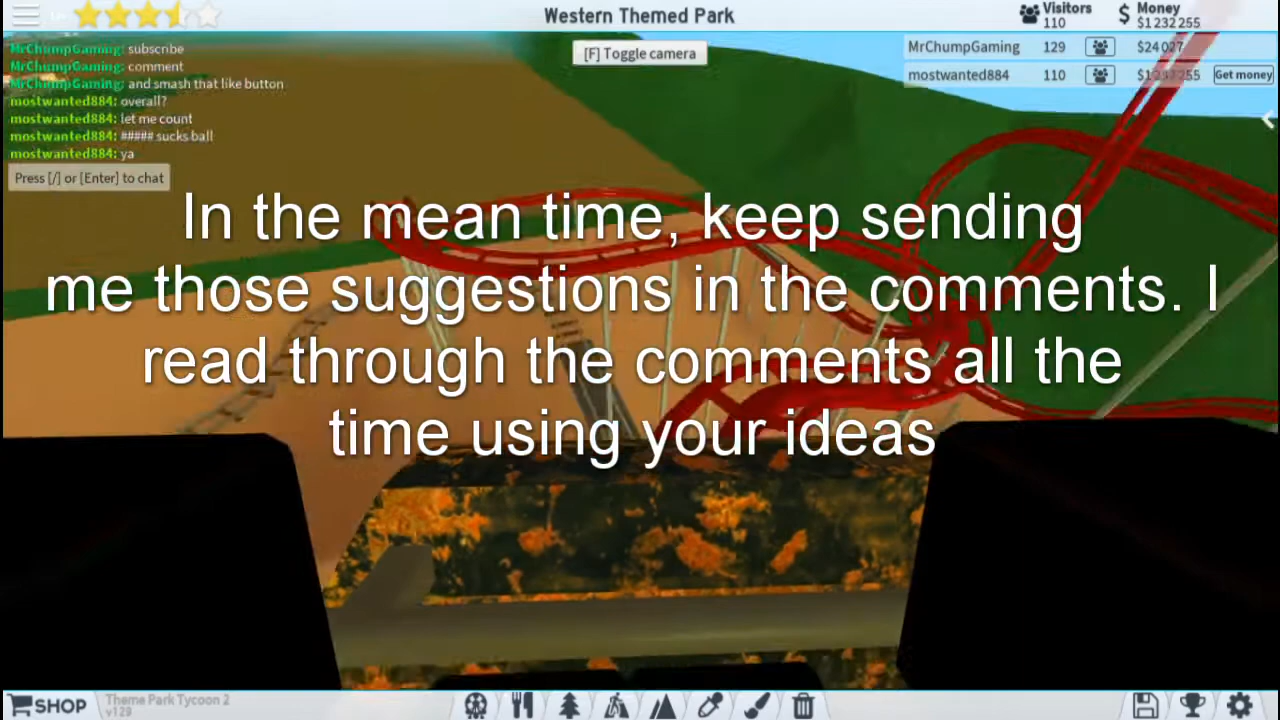 Western Themed Park
Visitors
110
$ Money
$1232255
MrChumpGaming: subscribe
MrChumpGaming: comment
MrChumpGaming: and smash that like button
mostwanted884: overall?
mostwanted884: let me count
mostwanted884: ##### sucks ball
mostwanted884: ya
Press [/] or [Enter] to chat
[F] Toggle camera
MrChumpGaming 129 $24027
mostwanted884 110 $1232255 Get money
In the mean time, keep sending
me those suggestions in the comments. I
read through the comments all the
time using your ideas
SHOP
Theme Park Tycoon 2
v129